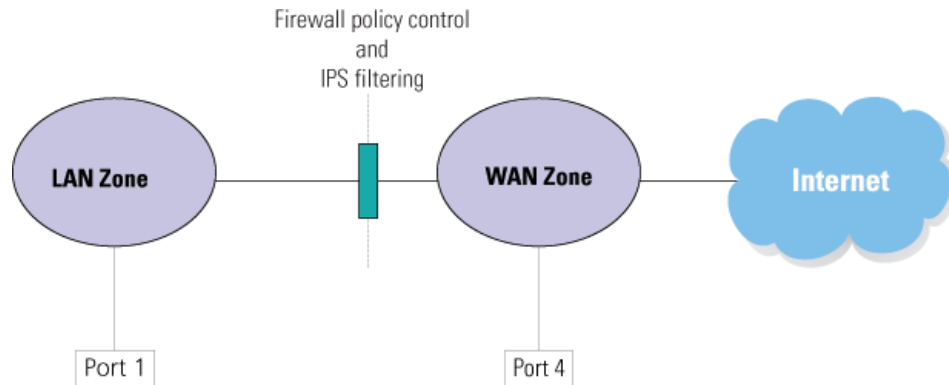 Firewall policy control
and
IPS filtering
LAN Zone
WAN Zone
Internet
Port 1
Port 4